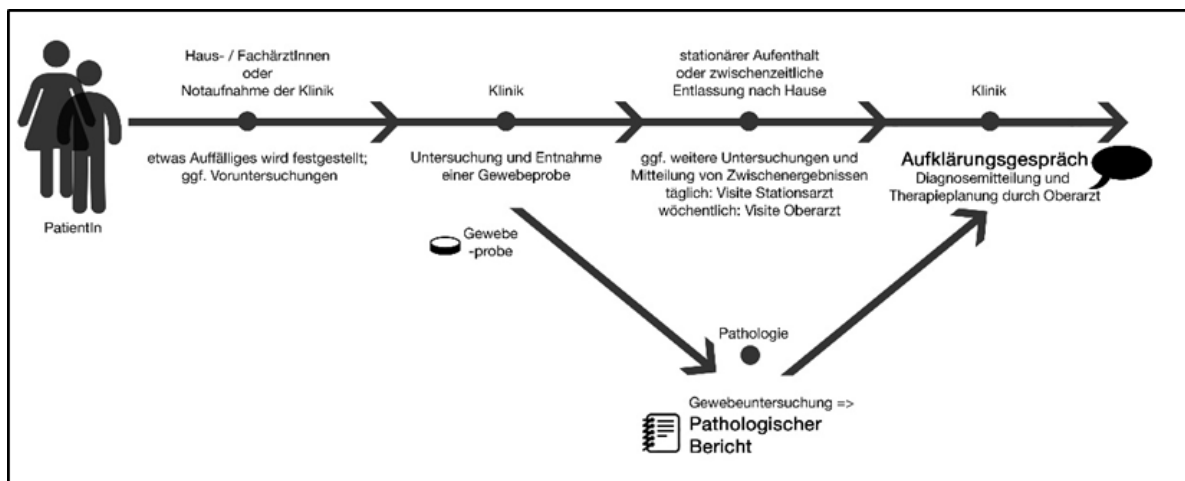 PatientIn
Haus- / FachärztInnen
oder
Notaufnahme der Klinik
etwas Auffälliges wird festgestellt;
ggf. Voruntersuchungen
Klinik
Untersuchung und Entnahme
einer Gewebeprobe
Gewebe
-probe
stationärer Aufenthalt
oder zwischenzeitliche
Entlassung nach Hause
ggf. weitere Untersuchungen und
Mitteilung von Zwischenergebnissen
täglich: Visite Stationsarzt
wöchentlich: Visite Oberarzt
Pathologie
Gewebeuntersuchung =>
Pathologischer
Bericht
Klinik
Aufklärungsgespräch
Diagnosemitteilung und
Therapieplanung durch Oberarzt